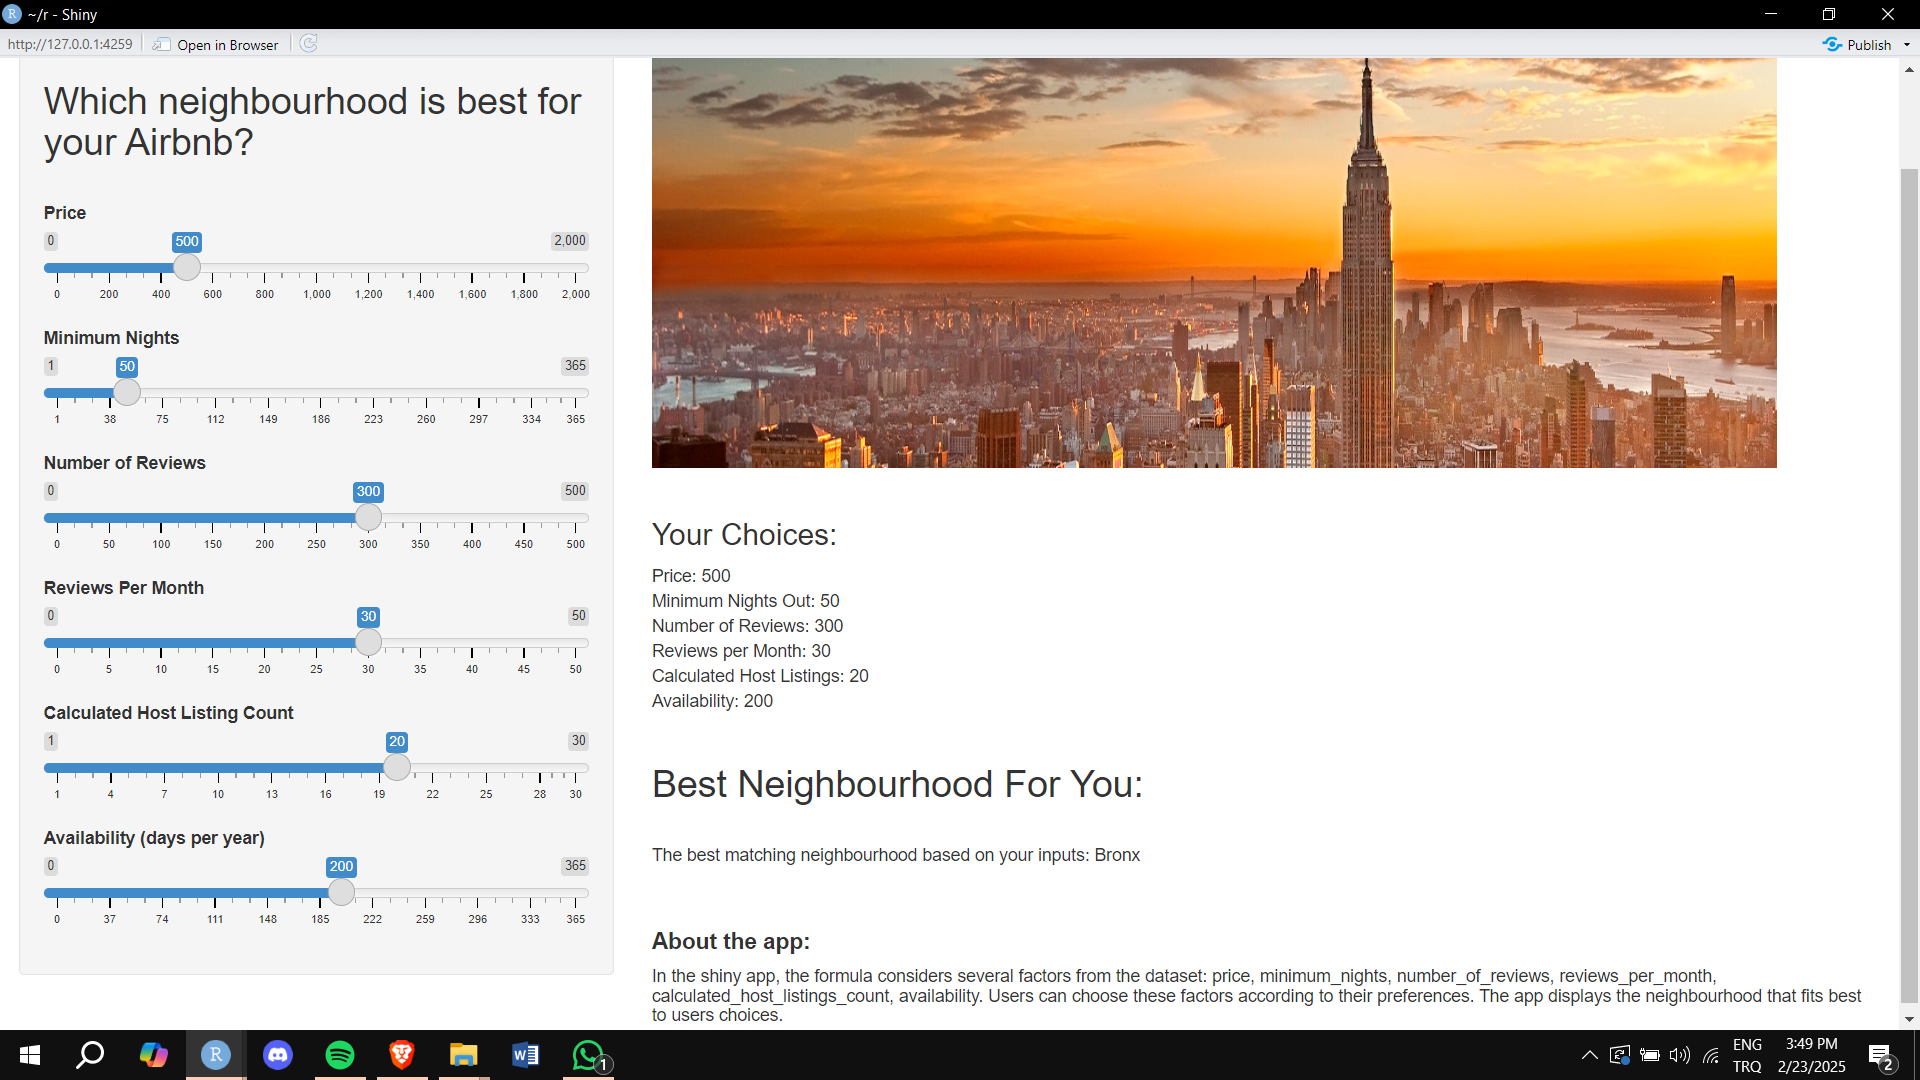 ~/r - Shiny
http://127.0.0.1:4259
Open in Browser
Publish
Which neighbourhood is best for
your Airbnb?
Price
0 500 2,000
0 200 400 600 800 1,000 1,200 1,400 1,600 1,800 2,000
Minimum Nights
1 50 365
1 38 75 112 149 186 223 260 297 334 365
Number of Reviews
0 300 500
0 50 100 150 200 250 300 350 400 450 500
Reviews Per Month
0 30 50
0 5 10 15 20 25 30 35 40 45 50
Calculated Host Listing Count
1 20 30
1 4 7 10 13 16 19 22 25 28 30
Availability (days per year)
0 200 365
0 37 74 111 148 185 222 259 296 333 365
Your Choices:
Price: 500
Minimum Nights Out: 50
Number of Reviews: 300
Reviews per Month: 30
Calculated Host Listings: 20
Availability: 200
Best Neighbourhood For You:
The best matching neighbourhood based on your inputs: Bronx
About the app:
In the shiny app, the formula considers several factors from the dataset: price, minimum_nights, number_of_reviews, reviews_per_month,
calculated_host_listings_count, availability. Users can choose these factors according to their preferences. The app displays the neighbourhood that fits best
to users choices.
ENG
TRQ
3:49 PM
2/23/2025
1
2